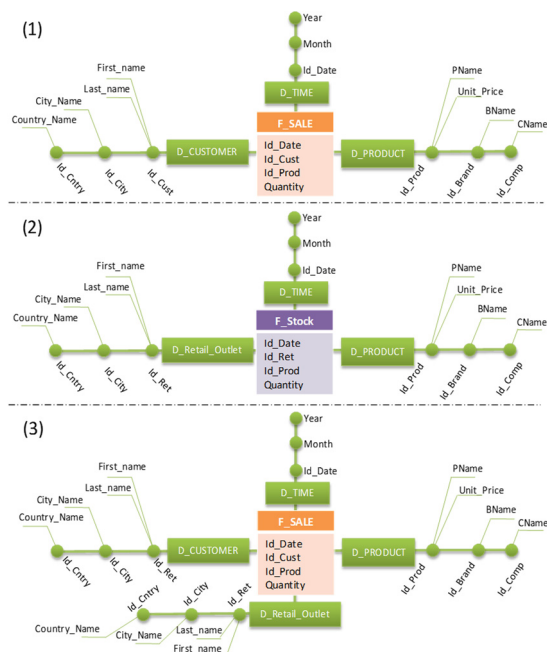 (1)
Year
Month
Id_Date
D_TIME
First_name
Last_name
City_Name
Country_Name
Id_Cntry
Id_City
Id_Cust
D_CUSTOMER
F_SALE
Id_Date
Id_Cust
Id_Prod
Quantity
D_PRODUCT
PName
Unit_Price
BName
CName
Id_Prod
Id_Brand
Id_Comp
(2)
Year
Month
Id_Date
D_TIME
First_name
Last_name
City_Name
Country_Name
Id_Cntry
Id_City
Id_Ret
D_Retail_Outlet
F_Stock
Id_Date
Id_Ret
Id_Prod
Quantity
D_PRODUCT
PName
Unit_Price
BName
CName
Id_Prod
Id_Brand
Id_Comp
(3)
Year
Month
Id_Date
D_TIME
First_name
Last_name
City_Name
Country_Name
Id_Cntry
Id_City
Id_Ret
D_CUSTOMER
F_SALE
Id_Date
Id_Cust
Id_Prod
Quantity
D_PRODUCT
PName
Unit_Price
BName
CName
Id_Prod
Id_Brand
Id_Comp
Id_Cntry
Id_City
Id_Ret
D_Retail_Outlet
Country_Name
City_Name
Last_name
First_name